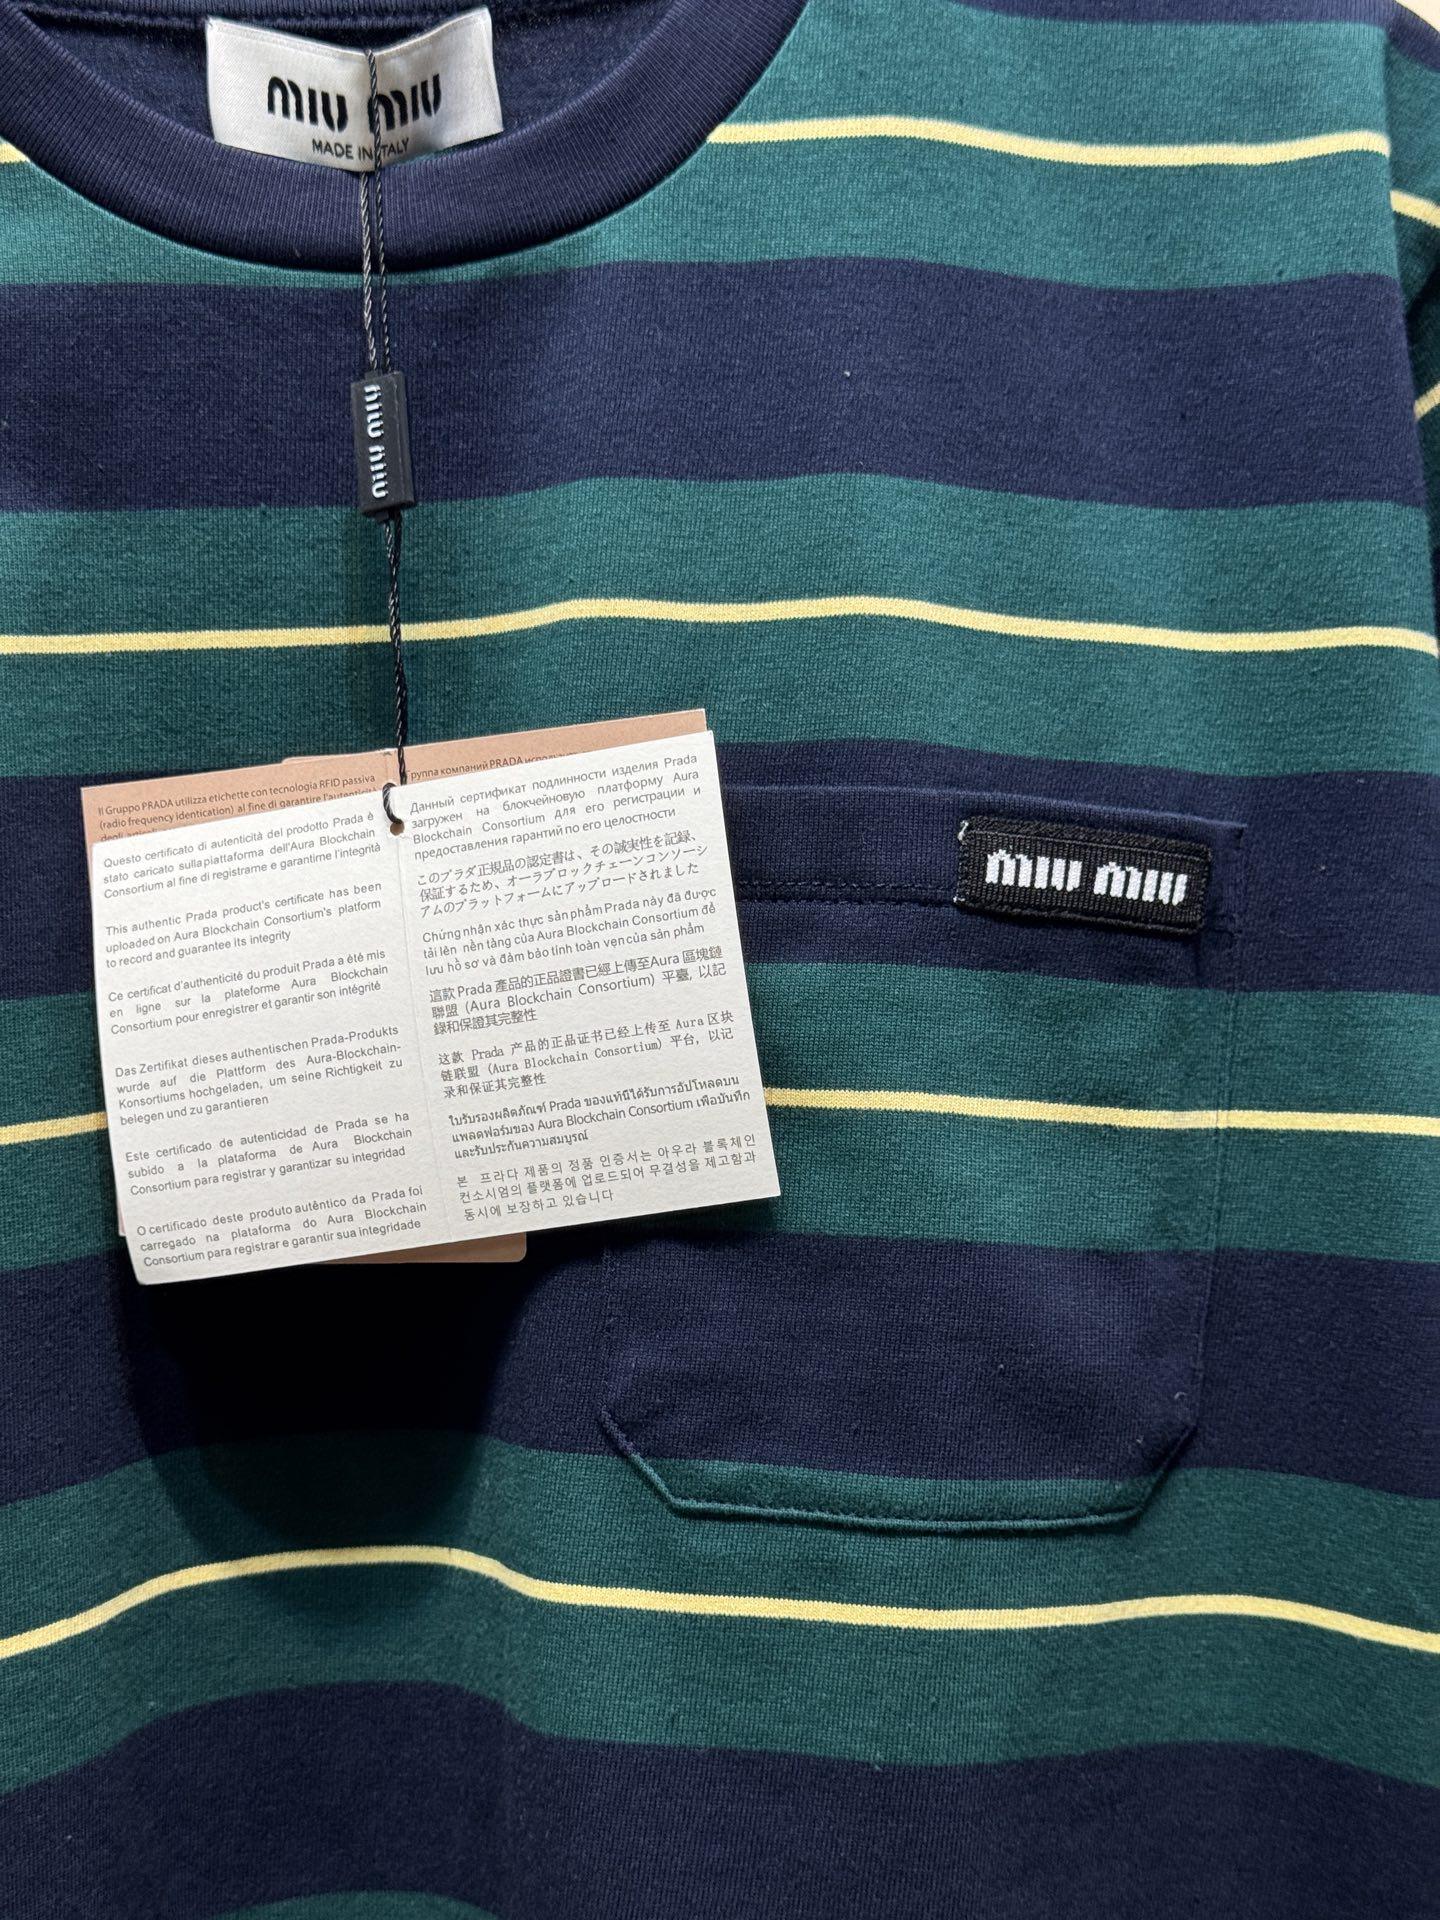 MIU MIU
MADE IN ITALY
MIU MIU
Il Gruppo PRADA utilizza etichette con tecnologia RFID passiva
(radio frequency identication) al fine di garantire l'autenticità
Группа компаний PRADA
Questo certificato di autenticità del prodotto Prada è
stato caricato sulla piattaforma dell'Aura Blockchain
Consortium al fine di registrarne e garantirne l'integrità
This authentic Prada product's certificate has been
uploaded on Aura Blockchain Consortium's platform
to record and guarantee its integrity
Ce certificat d'authenticité du produit Prada a été mis
en ligne sur la plateforme Aura Blockchain
Consortium pour enregistrer et garantir son intégrité
Das Zertifikat dieses authentischen Prada-Produkts
wurde auf die Plattform des Aura-Blockchain-
Konsortiums hochgeladen, um seine Richtigkeit zu
belegen und zu garantieren
Este certificado de autenticidad de Prada se ha
subido a la plataforma de Aura Blockchain
Consortium para registrar y garantizar su integridad
O certificado deste produto autêntico da Prada foi
carregado na plataforma do Aura Blockchain
Consortium para registrar e garantir sua integridade
Данный сертификат подлинности изделия Prada
загружен на блокчейновую платформу Aura
Blockchain Consortium для его регистрации и
предоставления гарантий по его целостности
このプラダ正規品の認定書は、その誠実性を記録、
保証するため、オーラブロックチェーンコンソーシ
アムのプラットフォームにアップロードされました
Chứng nhận xác thực sản phẩm Prada này đã được
tải lên nền tảng của Aura Blockchain Consortium để
lưu hồ sơ và đảm bảo tính toàn vẹn của sản phẩm
這款 Prada 產品的正品證書已經上傳至Aura 區塊鏈
聯盟 (Aura Blockchain Consortium) 平臺, 以記
錄和保證其完整性
这款 Prada 产品的正品证书已经上传至 Aura 区块
链联盟 (Aura Blockchain Consortium) 平台, 以记
录和保证其完整性
ใบรับรองผลิตภัณฑ์ Prada ของแท้นี้ได้รับการอัปโหลดบน
แพลตฟอร์มของ Aura Blockchain Consortium เพื่อบันทึก
และรับประกันความสมบูรณ์
본 프라다 제품의 정품 인증서는 아우라 블록체인
컨소시엄의 플랫폼에 업로드되어 무결성을 제고함과
동시에 보장하고 있습니다
MIU MIU